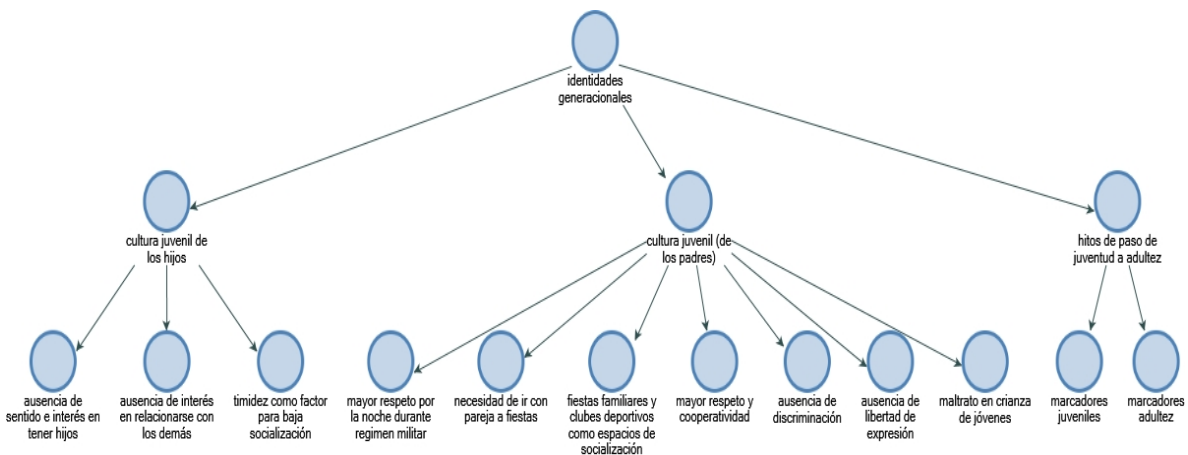 identidades
generacionales
cultura juvenil de
los hijos
cultura juvenil (de
los padres)
hitos de paso de
juventud a adultez
ausencia de
sentido e interés en
tener hijos
ausencia de interés
en relacionarse con
los demás
timidez como factor
para baja
socialización
mayor respeto por
la noche durante
regimen militar
necesidad de ir con
pareja a fiestas
fiestas familiares y
clubes deportivos
como espacios de
socialización
mayor respeto y
cooperatividad
ausencia de
discriminación
ausencia de
libertad de
expresión
maltrato en crianza
de jóvenes
marcadores
juveniles
marcadores
adultez